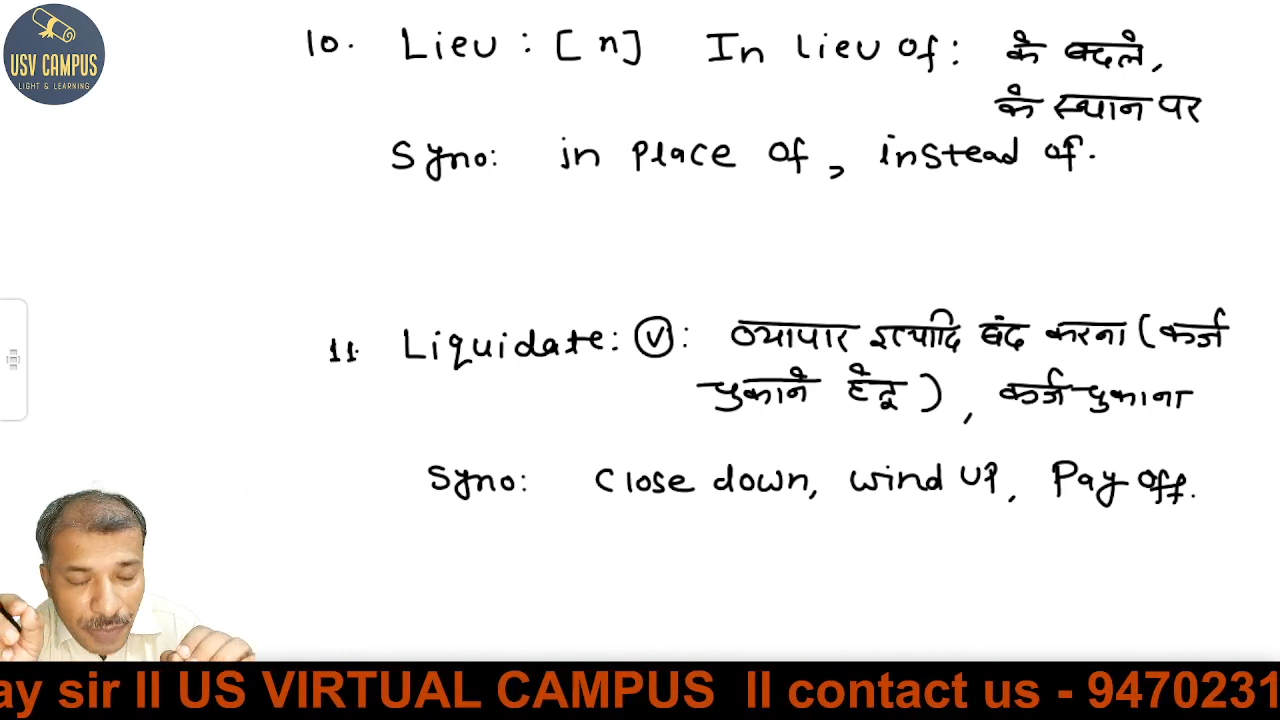 USV CAMPUS
LIGHT & LEARNING
10. Lieu : [n] In lieu of : के बदले,
के स्थान पर
Syno: in place of, instead of.
11. Liquidate: (V): व्यापार इत्यादि बंद करना (कर्ज
चुकाने हेतू), कर्ज चुकाना
Syno: Close down, wind up, Pay off.
ay sir II US VIRTUAL CAMPUS II contact us - 9470231